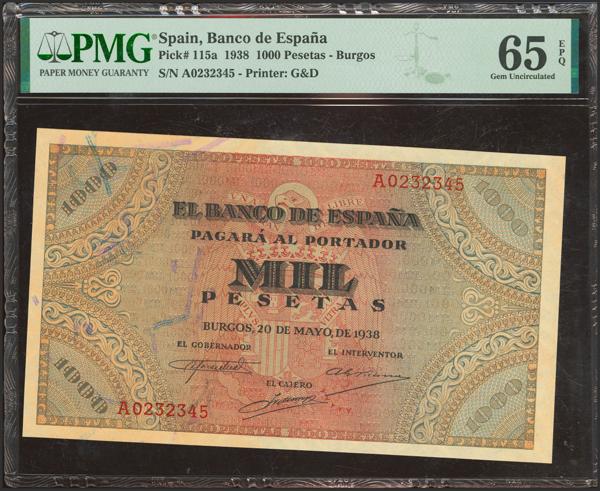 PMG
PAPER MONEY GUARANTY
Spain, Banco de España
Pick# 115a 1938 1000 Pesetas - Burgos
S/N A0232345 - Printer: G&D
65 EPQ
Gem Uncirculated
1000
A0232345
1000
EL BANCO DE ESPAÑA
PAGARÁ AL PORTADOR
MIL
PESETAS
BURGOS, 20 DE MAYO, DE 1938
EL GOBERNADOR
EL INTERVENTOR
EL CAJERO
1000
A0232345
1000